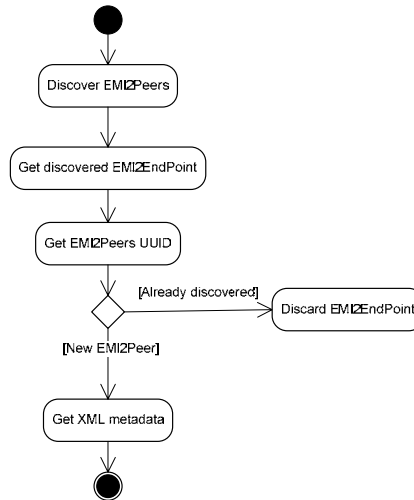 Discover EMI2Peers
Get discovered EMI2EndPoint
Get EMI2Peers UUID
[Already discovered]
Discard EMI2EndPoint
[New EMI2Peer]
Get XML metadata